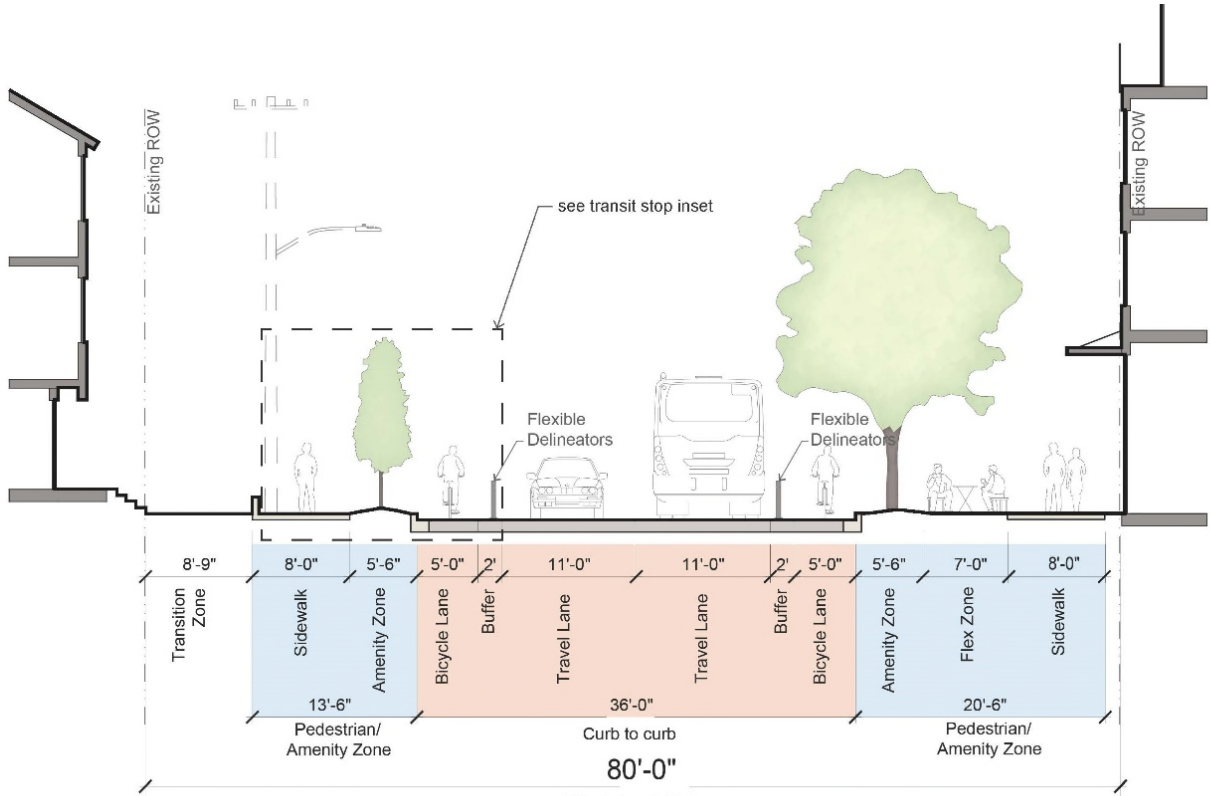 Existing ROW
Existing ROW
see transit stop inset
Flexible
Delineators
Flexible
Delineators
8'-9"
8'-0"
5'-6"
5'-0"
2'
11'-0"
11'-0"
2'
5'-0"
5'-6"
7'-0"
8'-0"
Transition
Zone
Sidewalk
Amenity Zone
Bicycle Lane
Buffer
Travel Lane
Travel Lane
Buffer
Bicycle Lane
Amenity Zone
Flex Zone
Sidewalk
13'-6"
36'-0"
20'-6"
Pedestrian/
Amenity Zone
Curb to curb
Pedestrian/
Amenity Zone
80'-0"